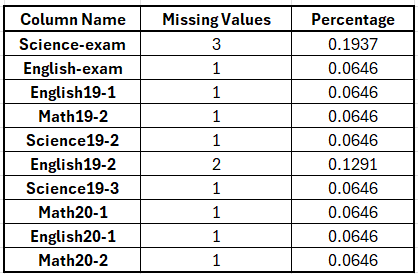 Column Name Missing Values Percentage
Science-exam 3 0.1937
English-exam 1 0.0646
English19-1 1 0.0646
Math19-2 1 0.0646
Science19-2 1 0.0646
English19-2 2 0.1291
Science19-3 1 0.0646
Math20-1 1 0.0646
English20-1 1 0.0646
Math20-2 1 0.0646